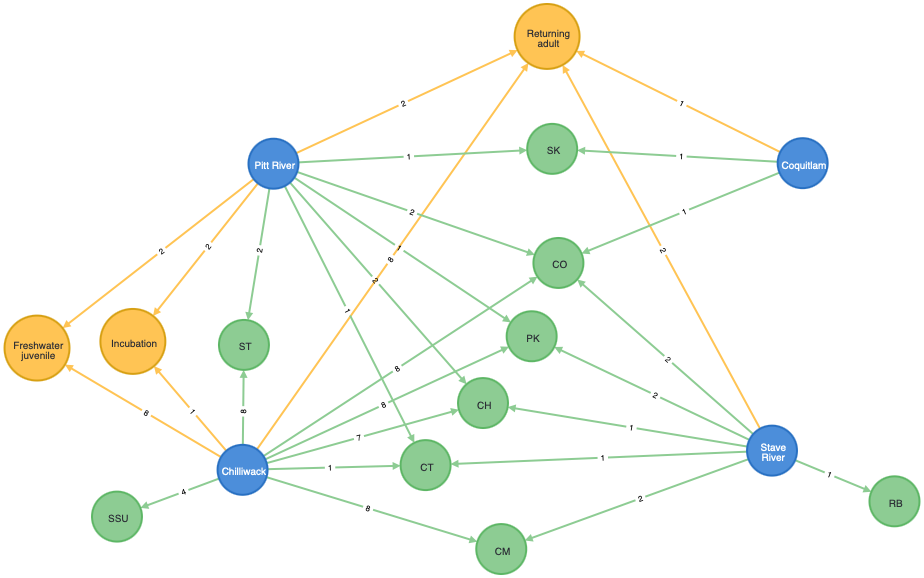 Returning
adult
2
1
SK
Pitt River
1
1
Coquitlam
2
1
2
2
2
1
8
2
CO
2
1
Freshwater
juvenile
Incubation
ST
PK
2
8
2
8
1
8
8
CH
7
1
Chilliwack
1
CT
1
Stave
River
4
SSU
8
2
1
RB
CM